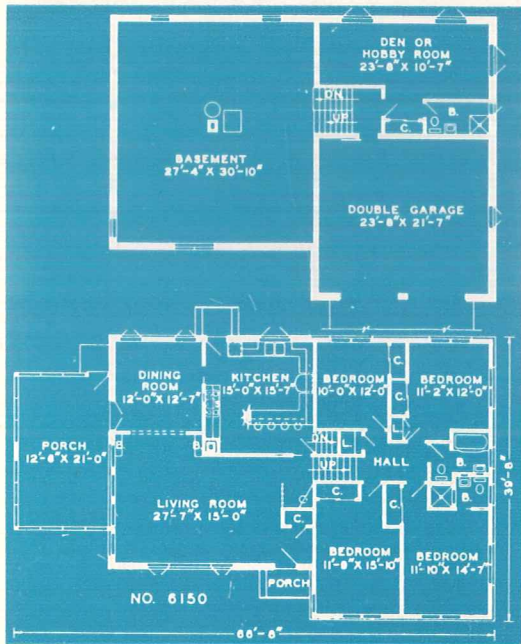 DEN OR
HOBBY ROOM
23'-8" X 10'-7"
DN.
UP
C.
B.
BASEMENT
27'-4" X 30'-10"
DOUBLE GARAGE
23'-8" X 21'-7"
DINING
ROOM
12'-0" X 12'-7"
KITCHEN
15'-0" X 15'-7"
BEDROOM
10'-0" X 12'-0"
C.
C.
BEDROOM
11'-2" X 12'-0"
PORCH
12'-8" X 21'-0"
B.
B.
DN.
L.
L.
UP
HALL
B.
B.
39'-8"
LIVING ROOM
27'-7" X 15'-0"
C.
C.
C.
C.
BEDROOM
11'-8" X 15'-10"
BEDROOM
11'-10" X 14'-7"
PORCH
NO. 6150
66'-8"